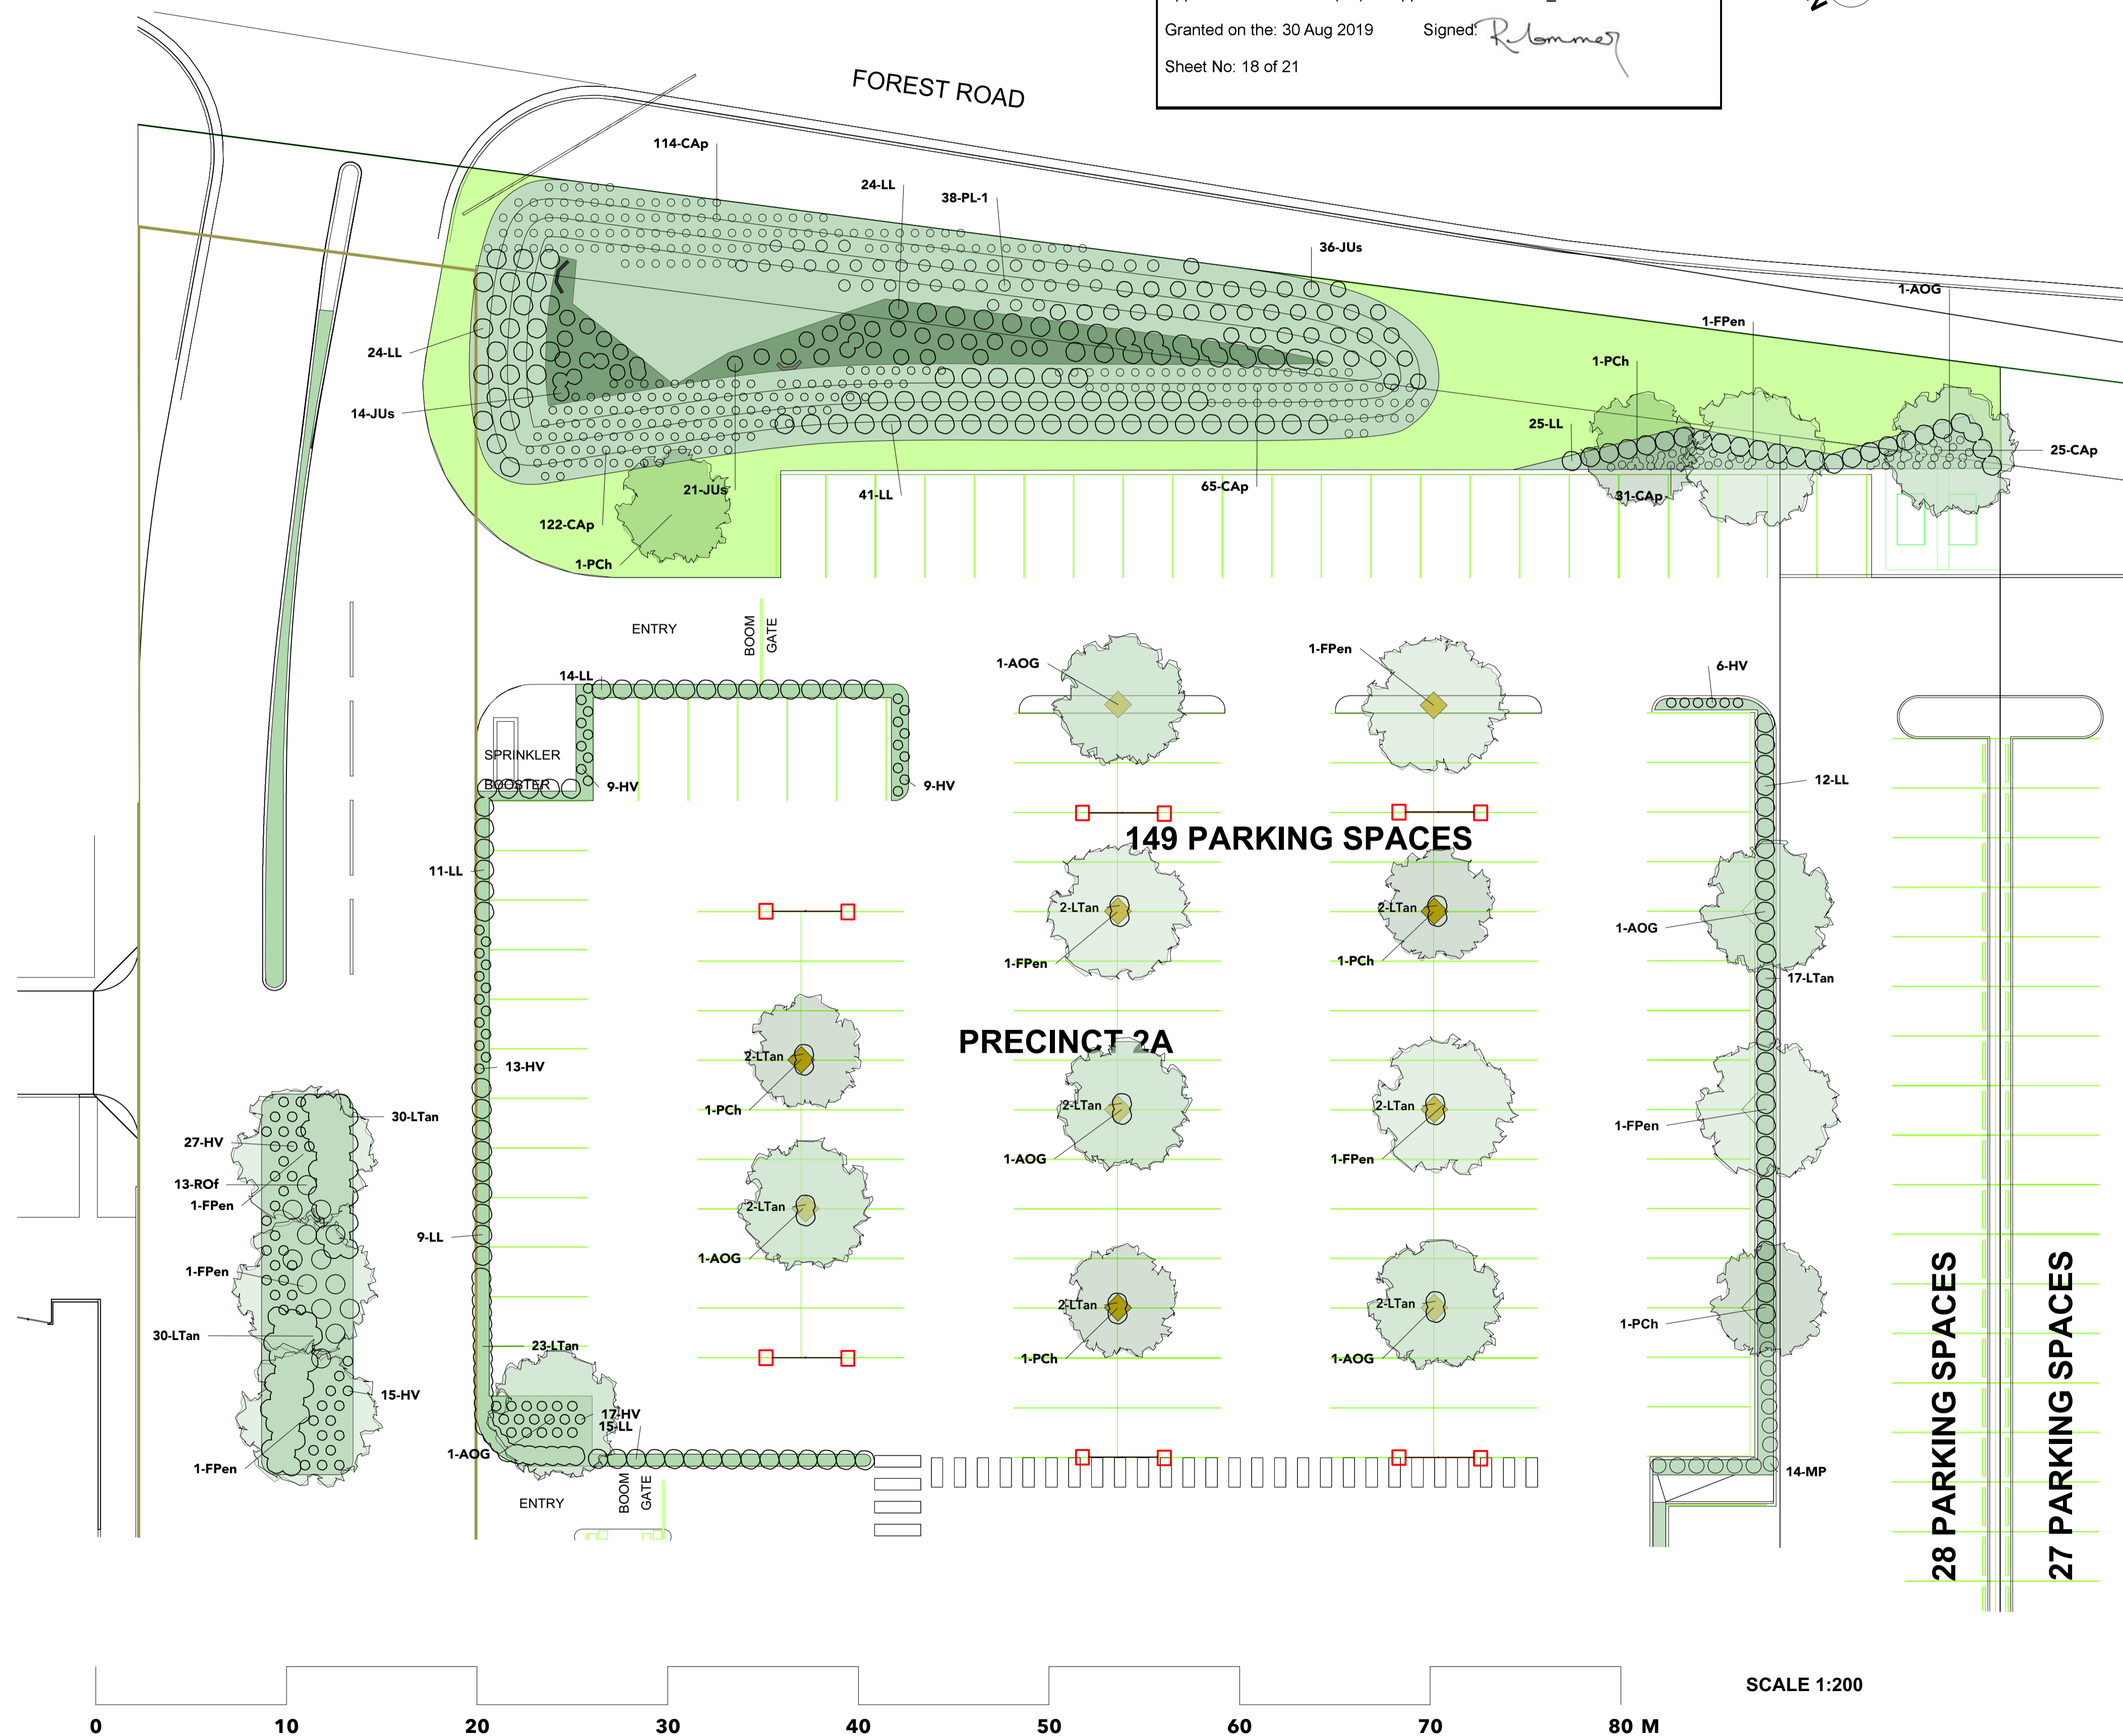 Granted on the: 30 Aug 2019 Signed:
Sheet No: 18 of 21
FOREST ROAD
114-CAp
24-LL
38-PL-1
36-JUs
1-AOG
1-FPen
1-PCh
24-LL
14-JUs
25-LL
25-CAp
21-JUs
41-LL
65-CAp
31-CAp
122-CAp
1-PCh
ENTRY
BOOM
GATE
1-AOG
1-FPen
6-HV
14-LL
SPRINKLER
BOOSTER
9-HV
9-HV
12-LL
149 PARKING SPACES
11-LL
2-LTan
2-LTan
1-AOG
1-FPen
1-PCh
17-LTan
PRECINCT 2A
2-LTan
13-HV
1-PCh
2-LTan
2-LTan
30-LTan
27-HV
1-FPen
13-ROf
1-FPen
1-AOG
1-FPen
2-LTan
9-LL
1-AOG
1-FPen
2-LTan
2-LTan
30-LTan
1-PCh
23-LTan
1-PCh
1-AOG
15-HV
17-HV
15-LL
1-AOG
1-FPen
14-MP
ENTRY
BOOM
GATE
28 PARKING SPACES
27 PARKING SPACES
SCALE 1:200
0 10 20 30 40 50 60 70 80 M